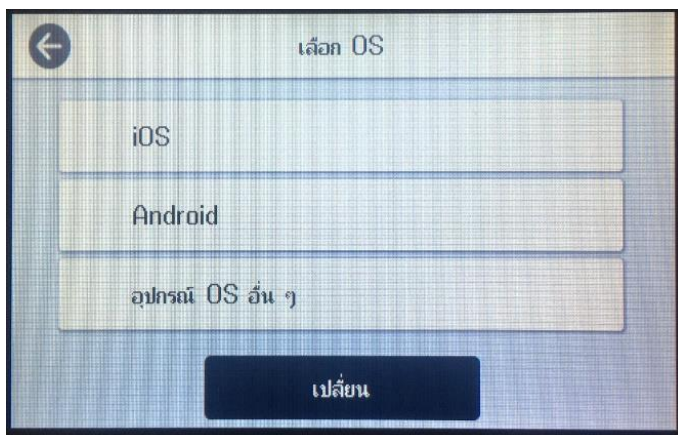 เลือก OS
iOS
Android
อุปกรณ์ OS อื่น ๆ
เปลี่ยน